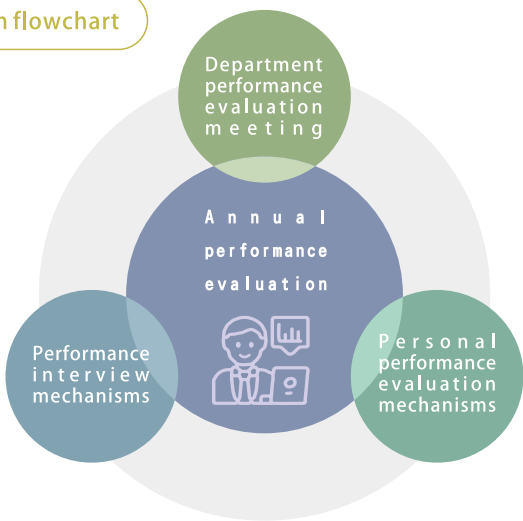 flowchart
Department
performance
evaluation
meeting
Annual
performance
evaluation
Performance
interview
mechanisms
Personal
performance
evaluation
mechanisms